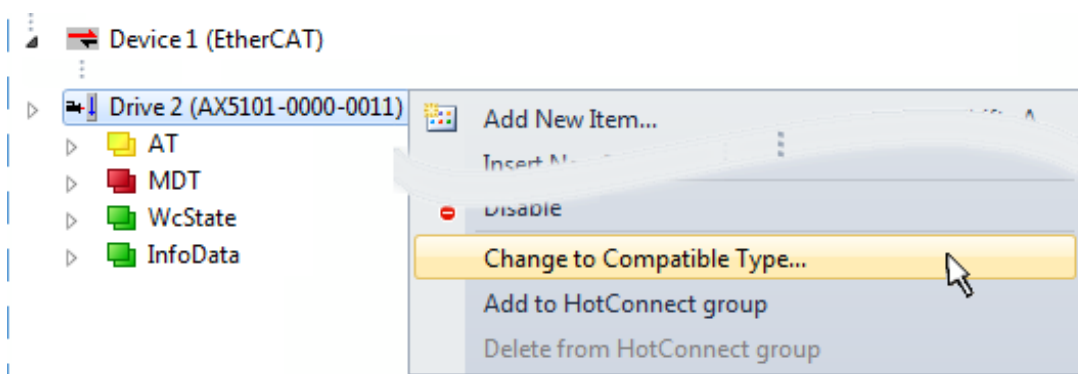 Device 1 (EtherCAT)
Drive 2 (AX5101-0000-0011)
AT
MDT
WcState
InfoData
Add New Item...
Insert
Disable
Change to Compatible Type...
Add to HotConnect group
Delete from HotConnect group